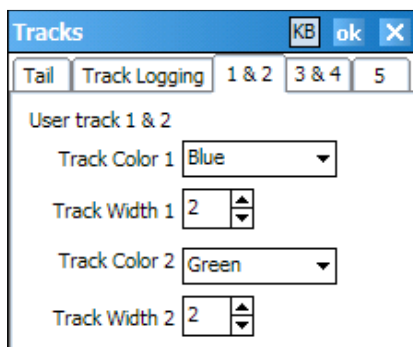 Tracks KB ok X
Tail Track Logging 1 & 2 3 & 4 5
User track 1 & 2
Track Color 1 Blue
Track Width 1 2
Track Color 2 Green
Track Width 2 2